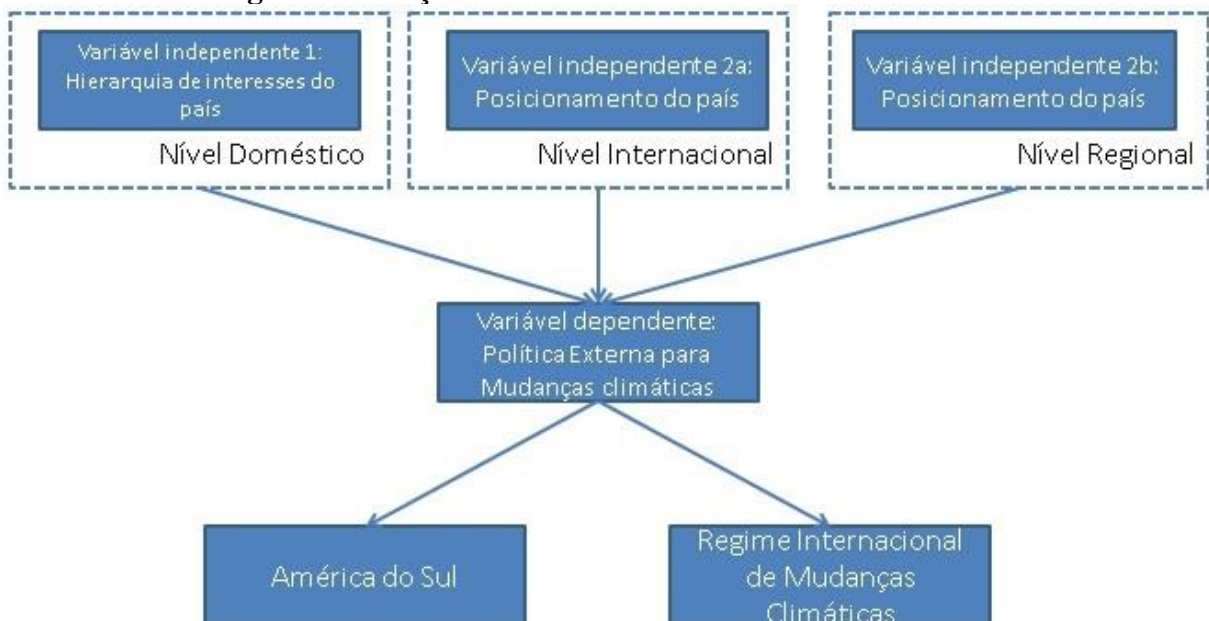 Variável independente 1:
Hierarquia de interesses do
país
Nível Doméstico
Variável independente 2a:
Posicionamento do país
Nível Internacional
Variável independente 2b:
Posicionamento do país
Nível Regional
Variável dependente:
Política Externa para
Mudanças climáticas
América do Sul
Regime Internacional
de Mudanças
Climáticas